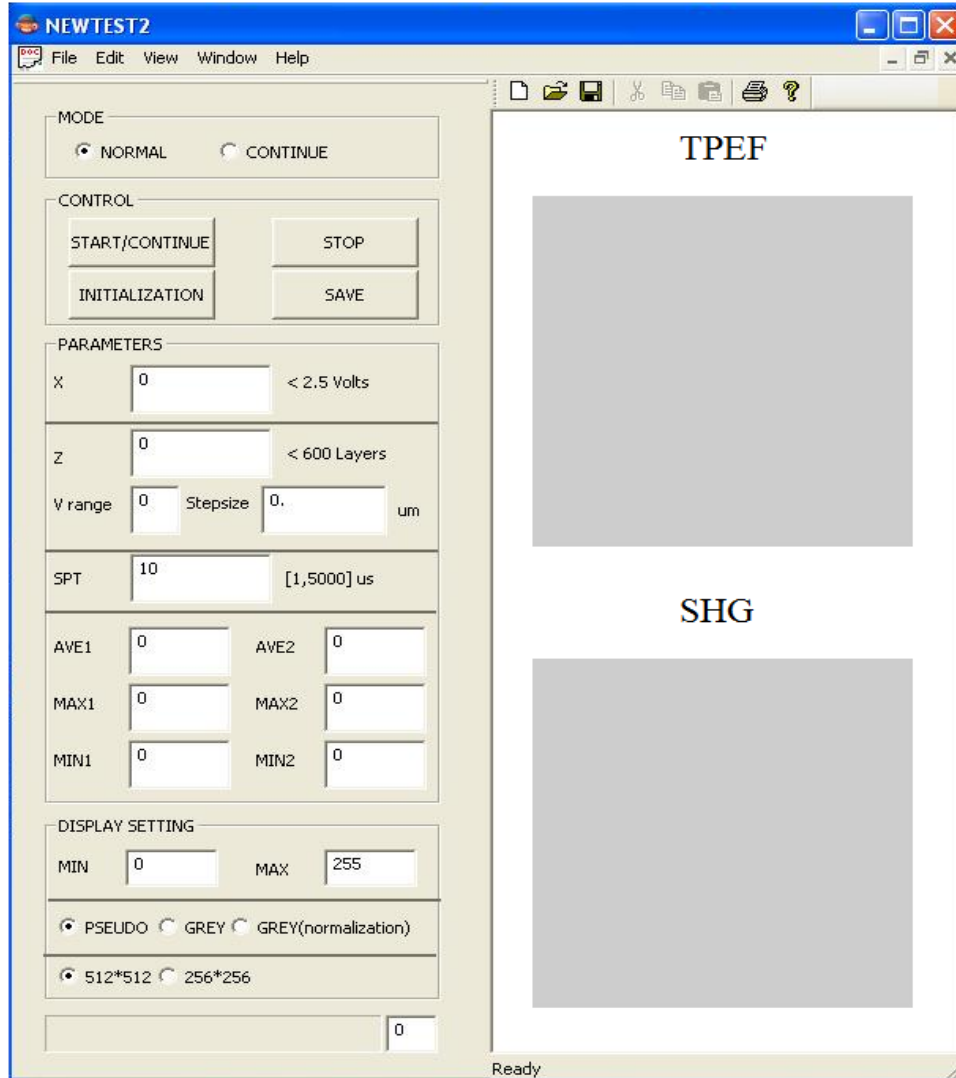 NEWTEST2
File Edit View Window Help
MODE
NORMAL CONTINUE
CONTROL
START/CONTINUE STOP
INITIALIZATION SAVE
PARAMETERS
X 0 < 2.5 Volts
Z 0 < 600 Layers
V range 0 Stepsize 0. um
SPT 10 [1,5000] us
AVE1 0 AVE2 0
MAX1 0 MAX2 0
MIN1 0 MIN2 0
DISPLAY SETTING
MIN 0 MAX 255
PSEUDO GREY GREY(normalization)
512*512 256*256
0
TPEF
SHG
Ready